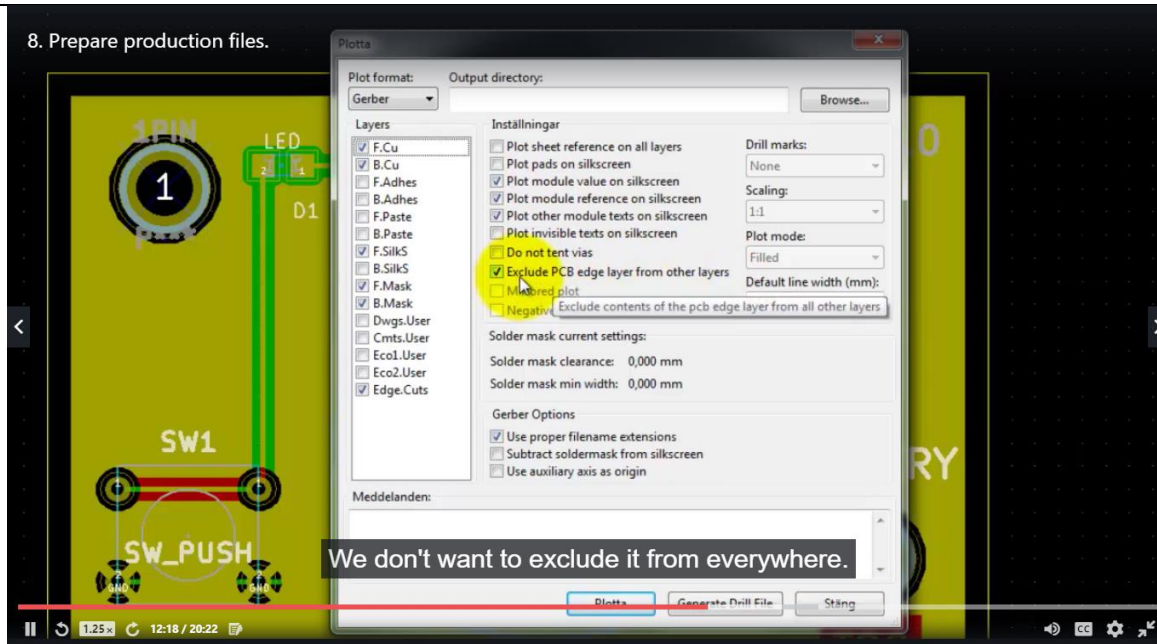 8. Prepare production files.
Plotta
Plot format:
Output directory:
Gerber
Browse...
Layers
F.Cu
B.Cu
F.Adhes
B.Adhes
F.Paste
B.Paste
F.SilkS
B.SilkS
F.Mask
B.Mask
Dwgs.User
Cmts.User
Eco1.User
Eco2.User
Edge.Cuts
Inställningar
Plot sheet reference on all layers
Plot pads on silkscreen
Plot module value on silkscreen
Plot module reference on silkscreen
Plot other module texts on silkscreen
Plot invisible texts on silkscreen
Do not tent vias
Exclude PCB edge layer from other layers
plot
Exclude contents of the pcb edge layer from all other layers
Drill marks:
None
Scaling:
1:1
Plot mode:
Filled
Default line width (mm):
Solder mask current settings:
Solder mask clearance: 0,000 mm
Solder mask min width: 0,000 mm
Gerber Options
Use proper filename extensions
Subtract soldermask from silkscreen
Use auxiliary axis as origin
Meddelanden:
Plotta
Generate Drill File
Stäng
1PIN
1
LED
2
1
D1
SW1
SW_PUSH
GND
GND
0
RY
We don't want to exclude it from everywhere.
1.25x
12:18 / 20:22
CC